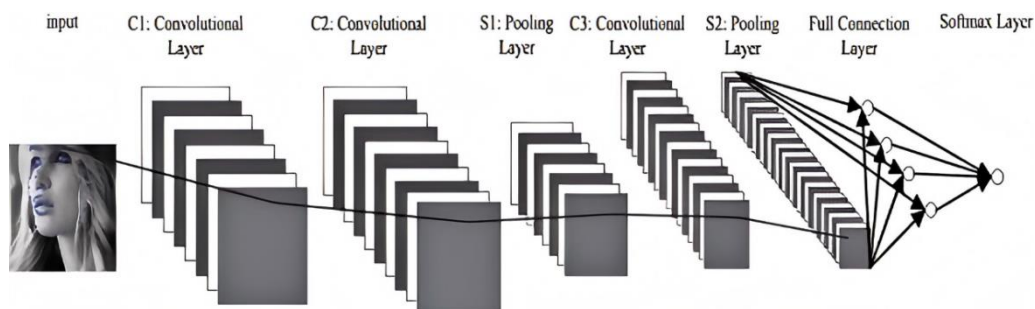 input
C1: Convolutional
Layer
C2: Convolutional
Layer
S1: Pooling
Layer
C3: Convolutional
Layer
S2: Pooling
Layer
Full Connection
Layer
Softmax Layer